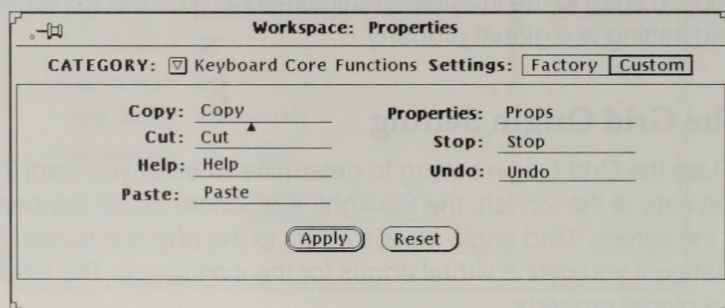 Workspace: Properties
CATEGORY: Keyboard Core Functions Settings: Factory Custom
Copy: Copy Properties: Props
Cut: Cut Stop: Stop
Help: Help Undo: Undo
Paste: Paste
Apply Reset